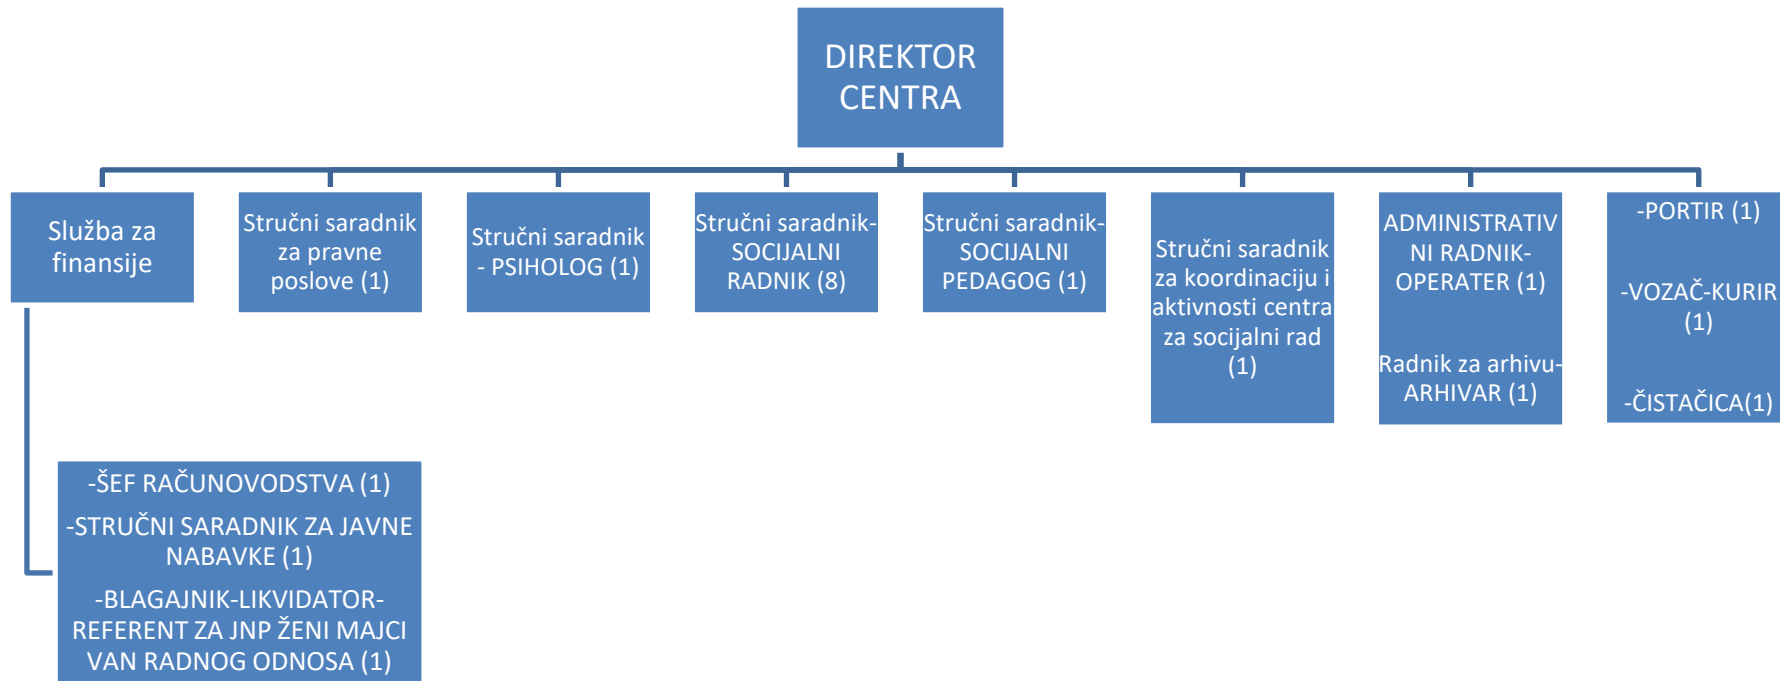 DIREKTOR
CENTRA
Služba za
finansije
Stručni saradnik
za pravne
poslove (1)
Stručni saradnik
- PSIHOLOG (1)
Stručni saradnik-
SOCIJALNI
RADNIK (8)
Stručni saradnik-
SOCIJALNI
PEDAGOG (1)
Stručni saradnik
za koordinaciju i
aktivnosti centra
za socijalni rad
(1)
ADMINISTRATIV
NI RADNIK-
OPERATER (1)
Radnik za arhivu-
ARHIVAR (1)
-PORTIR (1)
-VOZAČ-KURIR
(1)
-ČISTAČICA(1)
-ŠEF RAČUNOVODSTVA (1)
-STRUČNI SARADNIK ZA JAVNE
NABAVKE (1)
-BLAGAJNIK-LIKVIDATOR-
REFERENT ZA JNP ŽENI MAJCI
VAN RADNOG ODNOSA (1)